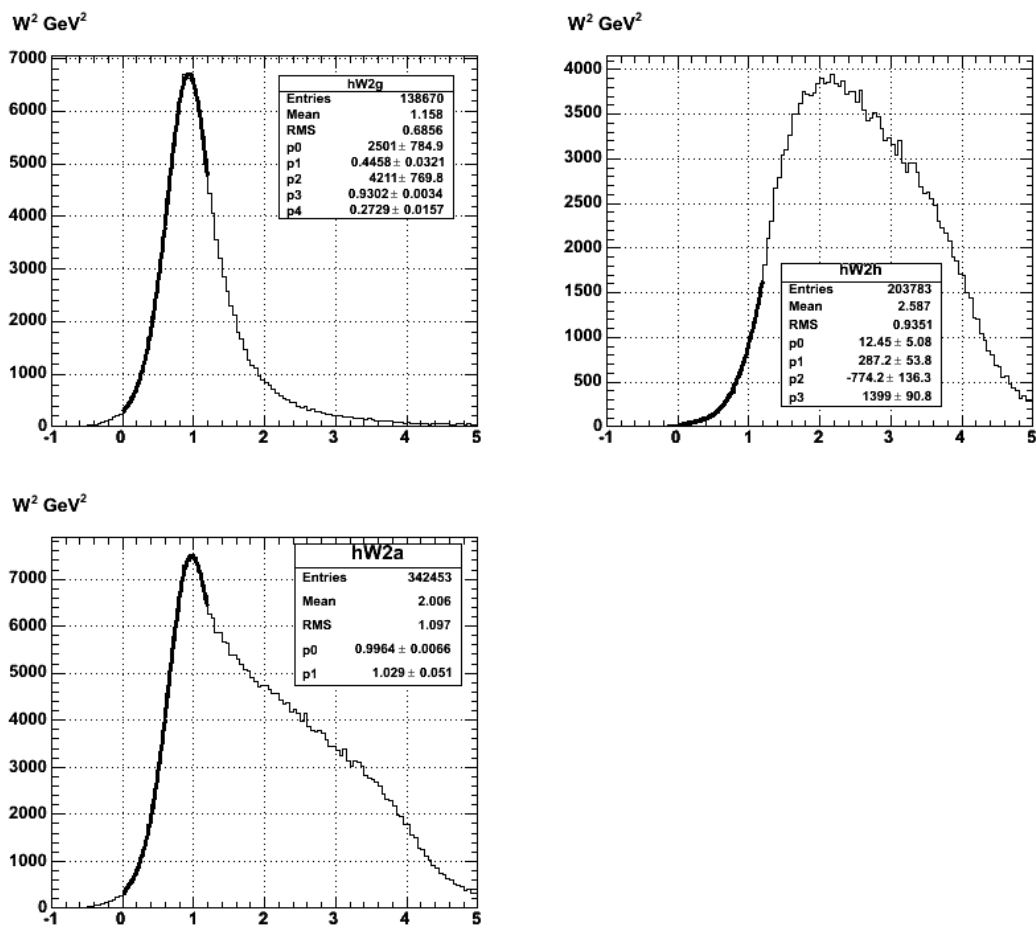 W² GeV²
7000
6000
5000
4000
3000
2000
1000
0
-1 0 1 2 3 4 5
hW2g
Entries 138670
Mean 1.158
RMS 0.6856
p0 2501 ± 784.9
p1 0.4458 ± 0.0321
p2 4211 ± 769.8
p3 0.9302 ± 0.0034
p4 0.2729 ± 0.0157
W² GeV²
4000
3500
3000
2500
2000
1500
1000
500
0
-1 0 1 2 3 4 5
hW2h
Entries 203783
Mean 2.587
RMS 0.9351
p0 12.45 ± 5.08
p1 287.2 ± 53.8
p2 -774.2 ± 136.3
p3 1399 ± 90.8
W² GeV²
7000
6000
5000
4000
3000
2000
1000
0
-1 0 1 2 3 4 5
hW2a
Entries 342453
Mean 2.006
RMS 1.097
p0 0.9964 ± 0.0066
p1 1.029 ± 0.051